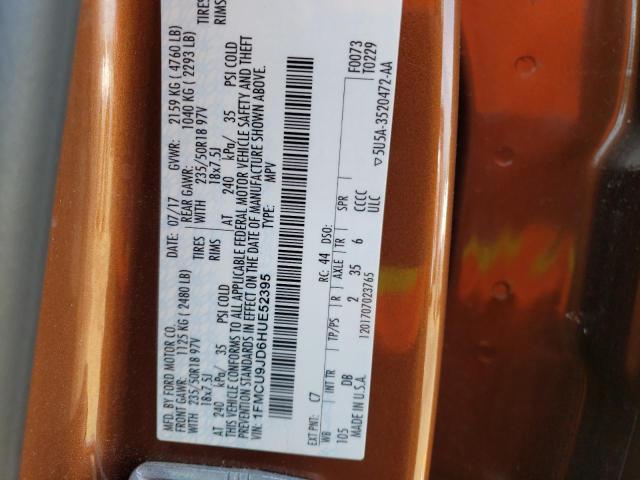 MFD. BY FORD MOTOR CO.
DATE: 07/17 GVWR: 2159 KG ( 4760 LB)
FRONT GAWR: 1125 KG ( 2480 LB) REAR GAWR: 1040 KG ( 2293 LB)
WITH 235/50R18 97V TIRES WITH 235/50R18 97V TIRES
18x7.5J RIMS 18x7.5J RIMS
AT 240 kPa/ 35 PSI COLD AT 240 kPa/ 35 PSI COLD
THIS VEHICLE CONFORMS TO ALL APPLICABLE FEDERAL MOTOR VEHICLE SAFETY AND THEFT
PREVENTION STANDARDS IN EFFECT ON THE DATE OF MANUFACTURE SHOWN ABOVE.
VIN: 1FMCU9JD6HUE52395 MPV
F0073
T0229
EXT PNT: C7 RC: 44 DSO:
WB INT TR TP/PS R AXLE TR SPR
105 DB 2 35 6 CCCC
ULC
MADE IN U.S.A. 1201707023765 ▽5U5A-3520472-AA